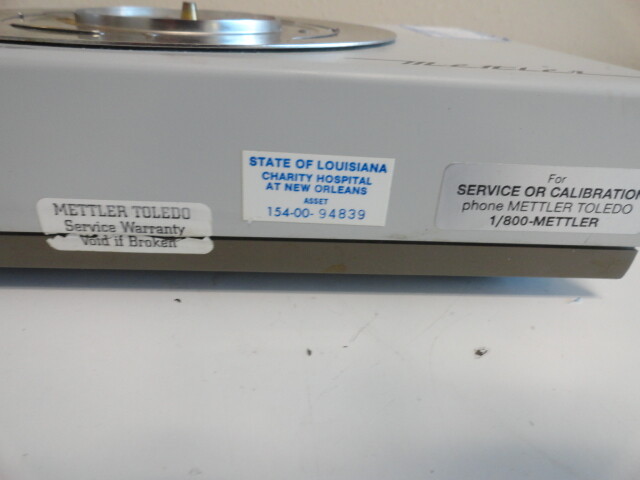 Mettler
STATE OF LOUISIANA
CHARITY HOSPITAL
AT NEW ORLEANS
ASSET
154-00-94839
For
SERVICE OR CALIBRATION
phone METTLER TOLEDO
1/800-METTLER
METTLER TOLEDO
Service Warranty
Void if Broken